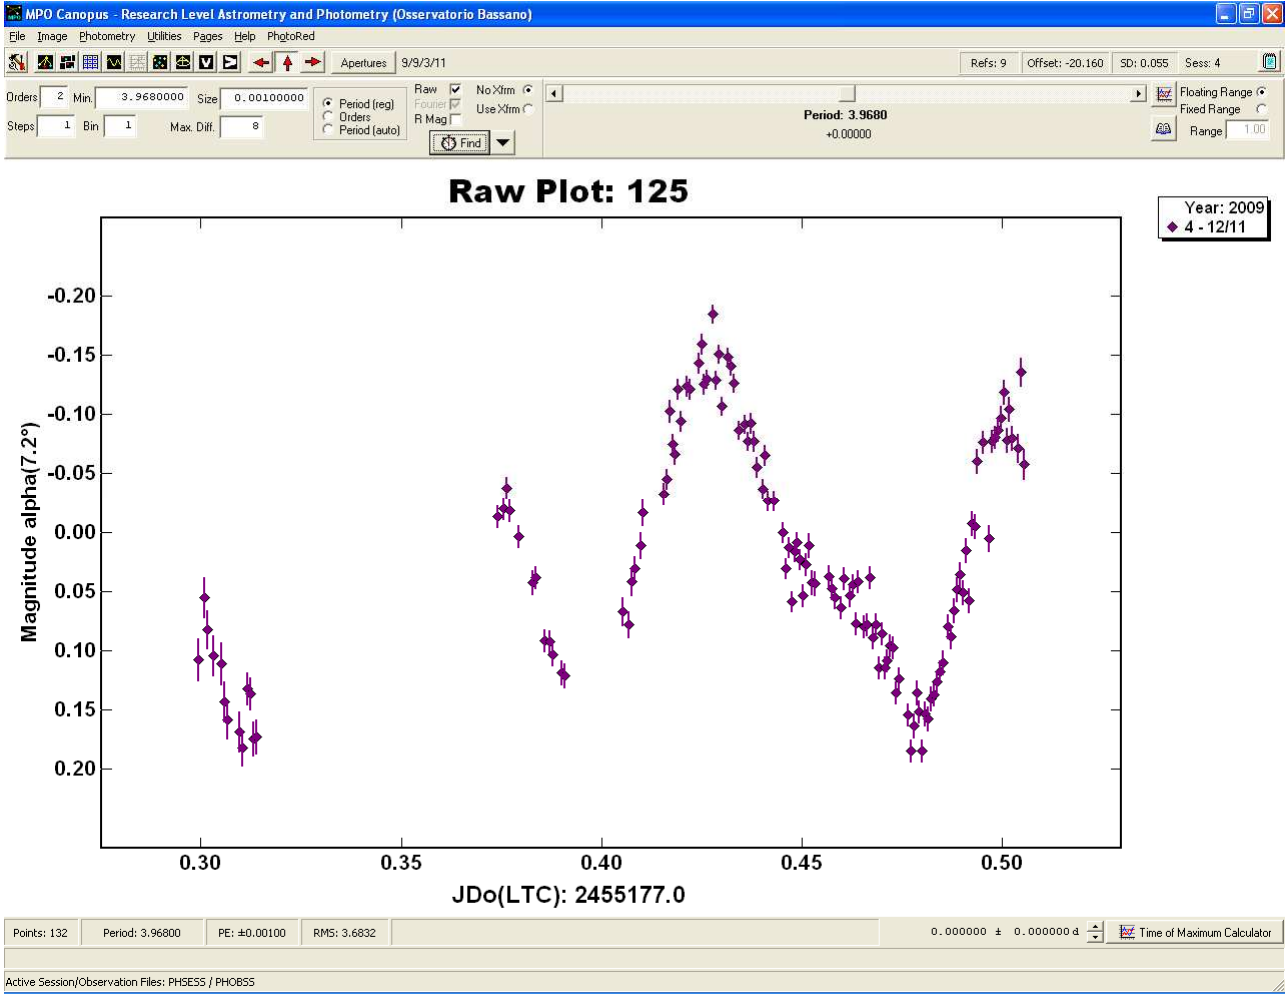 MPO Canopus - Research Level Astrometry and Photometry (Osservatorio Bassano)
File Image Photometry Utilities Pages Help PhotoRed
Apertures 9/9/3/11 Refs: 9 Offset: -20.160 SD: 0.055 Sess: 4
Orders 2 Min. 3.9680000 Size 0.00100000
Steps 1 Bin 1 Max. Diff. 8
Period (reg)
Orders
Period (auto)
Raw No Xfrm
Fourier Use Xfrm
R Mag
Find
Period: 3.9680
+0.00000
Floating Range
Fixed Range
Range 1.00
Raw Plot: 125
Year: 2009
4 - 12/11
-0.20
-0.15
-0.10
-0.05
0.00
0.05
0.10
0.15
0.20
Magnitude alpha(7.2°)
0.30 0.35 0.40 0.45 0.50
JDo(LTC): 2455177.0
Points: 132 Period: 3.96800 PE: ±0.00100 RMS: 3.6832 0.000000 ± 0.000000 d Time of Maximum Calculator
Active Session/Observation Files: PHSESS / PHOBSS